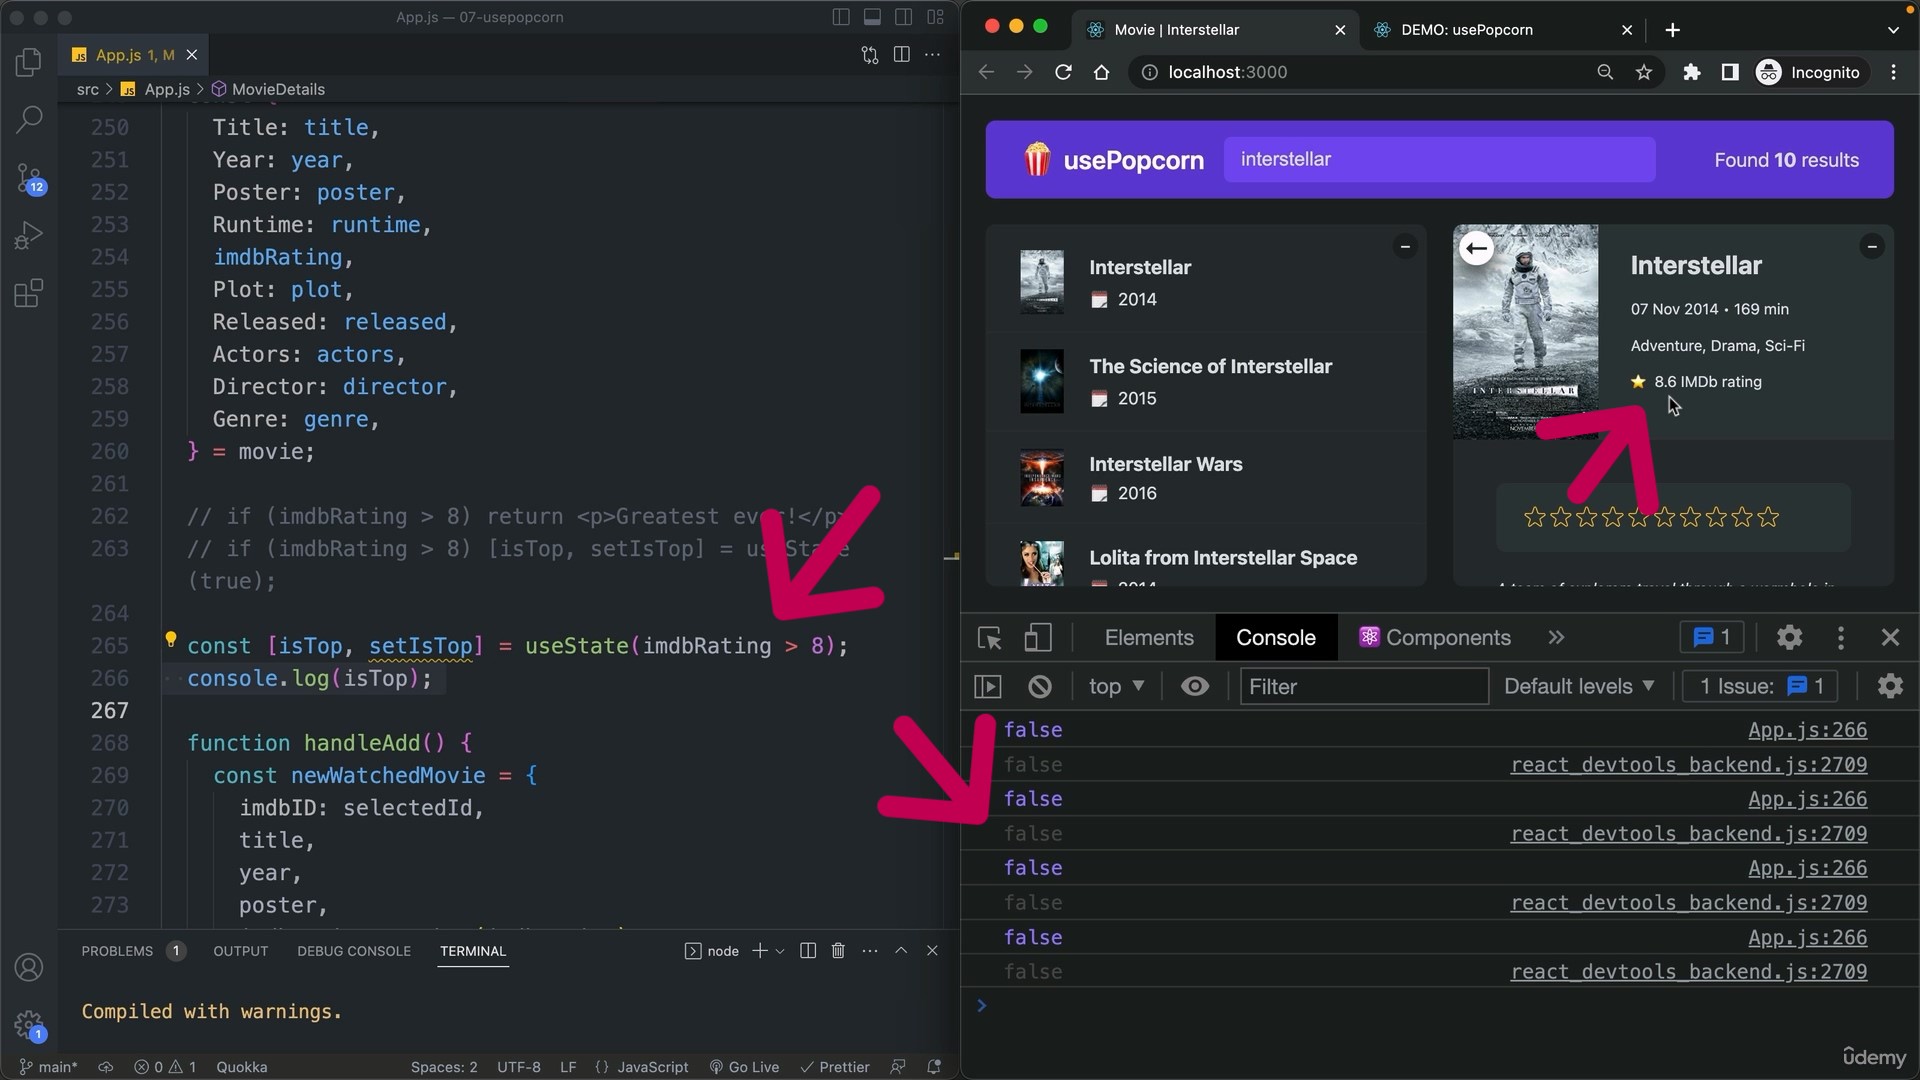 App.js — 07-usepopcorn
App.js 1, M
src > App.js > MovieDetails
250 Title: title,
251 Year: year,
252 Poster: poster,
253 Runtime: runtime,
254 imdbRating,
255 Plot: plot,
256 Released: released,
257 Actors: actors,
258 Director: director,
259 Genre: genre,
260 } = movie;
261
262 // if (imdbRating > 8) return <p>Greatest ever!</p>
263 // if (imdbRating > 8) [isTop, setIsTop] = useState
(true);
264
265 const [isTop, setIsTop] = useState(imdbRating > 8);
266 console.log(isTop);
267
268 function handleAdd() {
269 const newWatchedMovie = {
270 imdbID: selectedId,
271 title,
272 year,
273 poster,
12
1
PROBLEMS 1 OUTPUT DEBUG CONSOLE TERMINAL node
Compiled with warnings.
main* 0 1 Quokka Spaces: 2 UTF-8 LF {} JavaScript Go Live Prettier
Movie | Interstellar
DEMO: usePopcorn
localhost:3000
Incognito
usePopcorn
interstellar
Found 10 results
Interstellar
2014
The Science of Interstellar
2015
Interstellar Wars
2016
Lolita from Interstellar Space
2014
Interstellar
07 Nov 2014 • 169 min
Adventure, Drama, Sci-Fi
8.6 IMDb rating
INTERSTELLAR
Elements Console Components 1
top Filter Default levels 1 Issue: 1
false App.js:266
false react_devtools_backend.js:2709
false App.js:266
false react_devtools_backend.js:2709
false App.js:266
false react_devtools_backend.js:2709
false App.js:266
false react_devtools_backend.js:2709
udemy